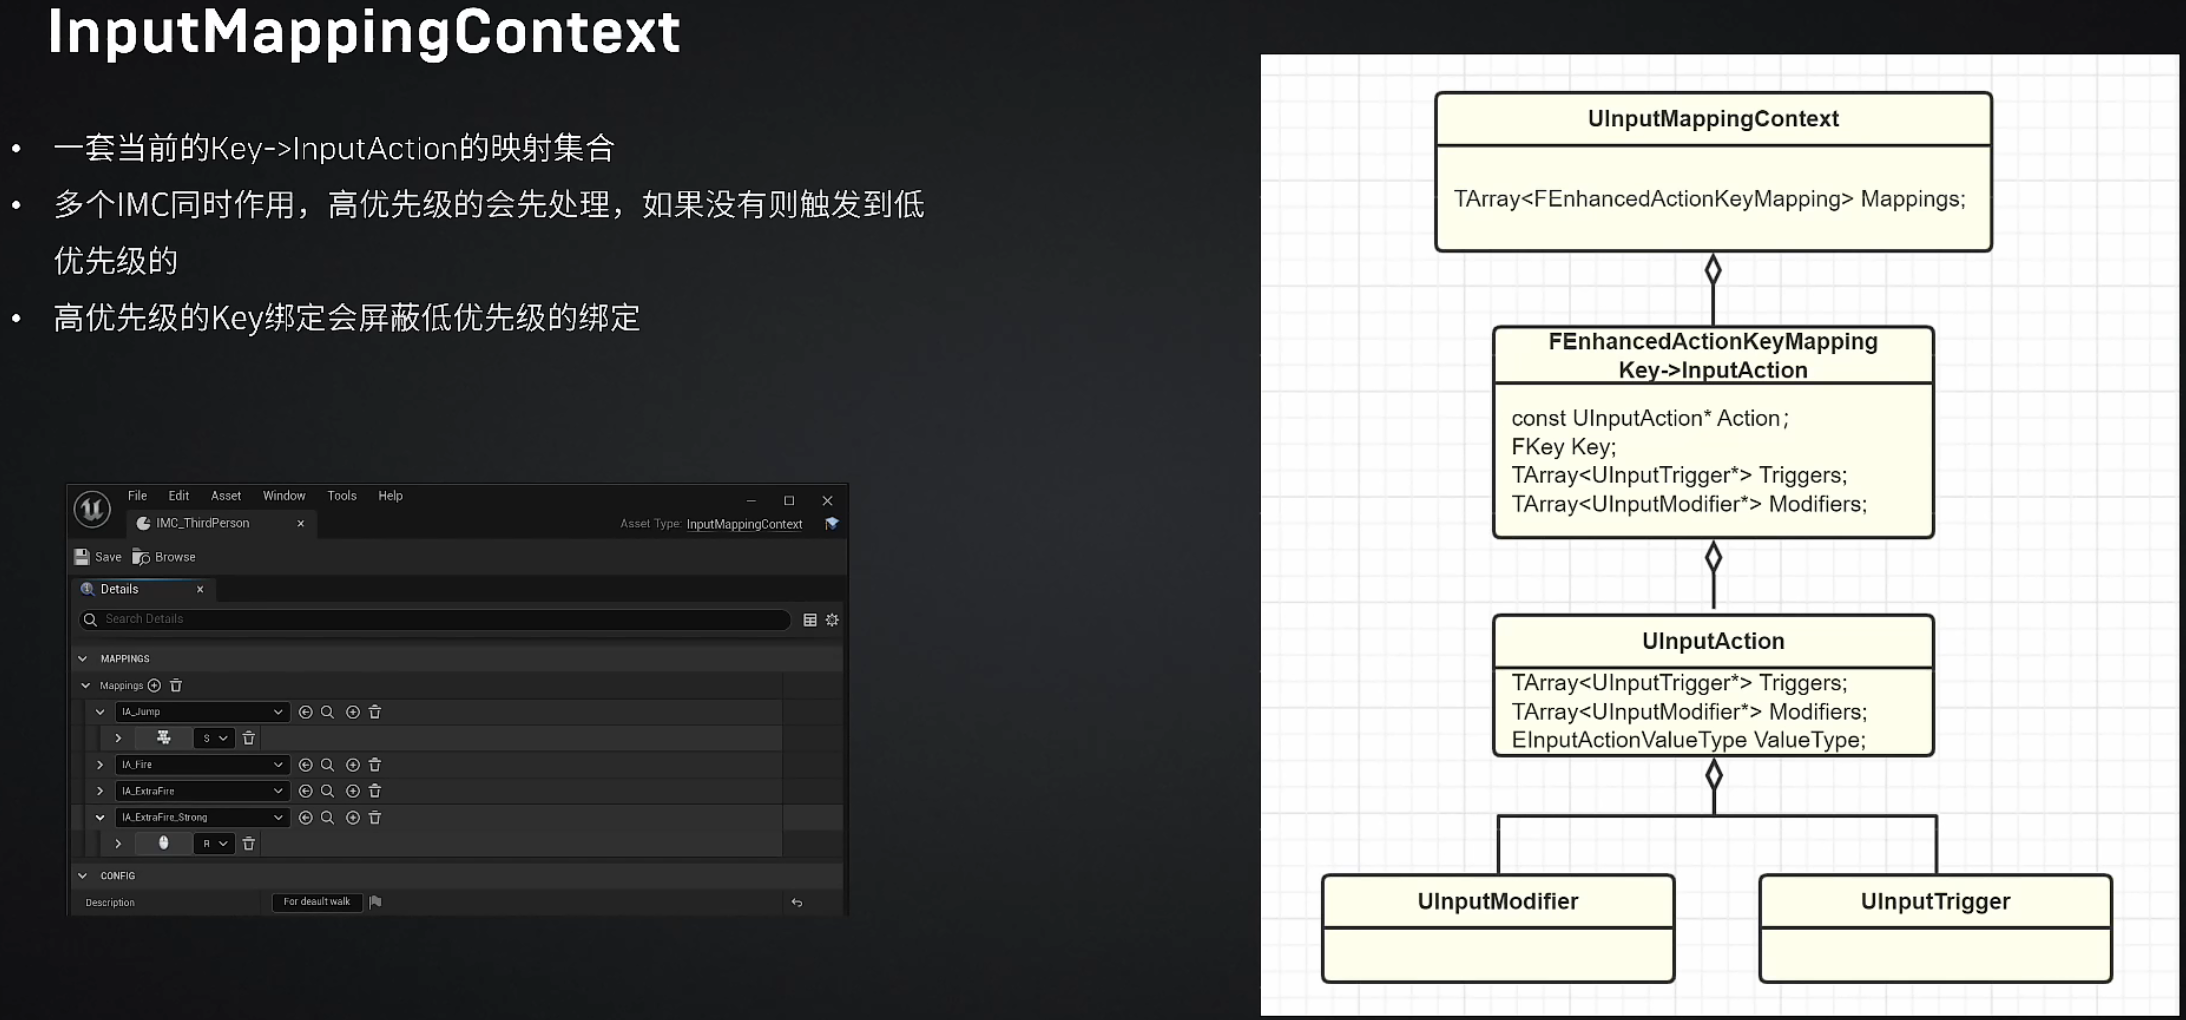 InputMappingContext
• 一套当前的Key->InputAction的映射集合
• 多个IMC同时作用，高优先级的会先处理，如果没有则触发到低
优先级的
• 高优先级的Key绑定会屏蔽低优先级的绑定
File Edit Asset Window Tools Help
IMC_ThirdPerson
Asset Type: InputMappingContext
Save Browse
Details
Search Details
MAPPINGS
Mappings
IA_Jump
S
IA_Fire
IA_ExtraFire
IA_ExtraFire_Strong
R
CONFIG
Description For deault walk
UInputMappingContext
TArray<FEnhancedActionKeyMapping> Mappings;
FEnhancedActionKeyMapping
Key->InputAction
const UInputAction* Action;
FKey Key;
TArray<UInputTrigger*> Triggers;
TArray<UInputModifier*> Modifiers;
UInputAction
TArray<UInputTrigger*> Triggers;
TArray<UInputModifier*> Modifiers;
EInputActionValueType ValueType;
UInputModifier
UInputTrigger